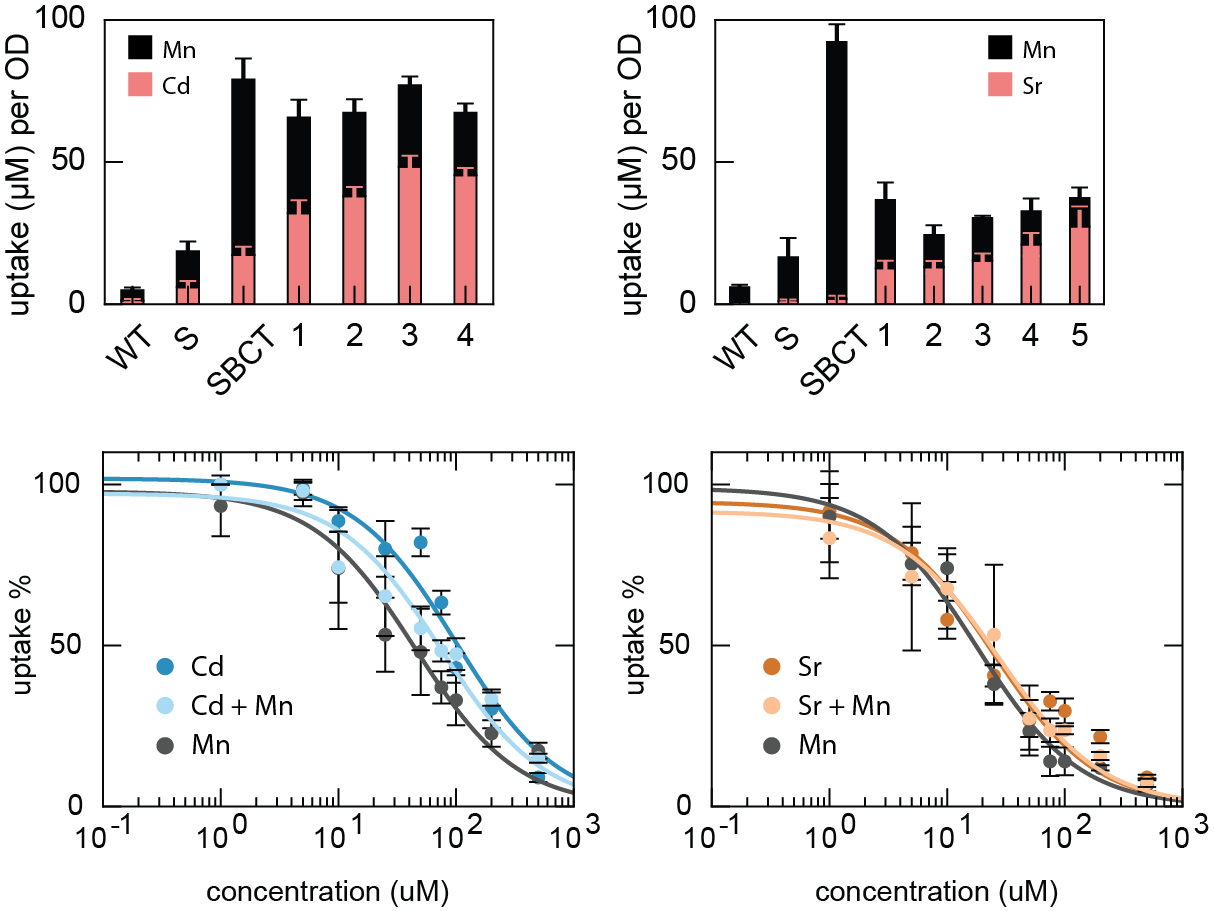 uptake (µM) per OD
100
50
0
Mn
Cd
WT
S
SBCT
1
2
3
4
uptake (µM) per OD
100
50
0
Mn
Sr
WT
S
SBCT
1
2
3
4
5
uptake %
100
50
0
Cd
Cd + Mn
Mn
10-1
100
101
102
103
concentration (uM)
uptake %
100
50
0
Sr
Sr + Mn
Mn
10-1
100
101
102
103
concentration (uM)